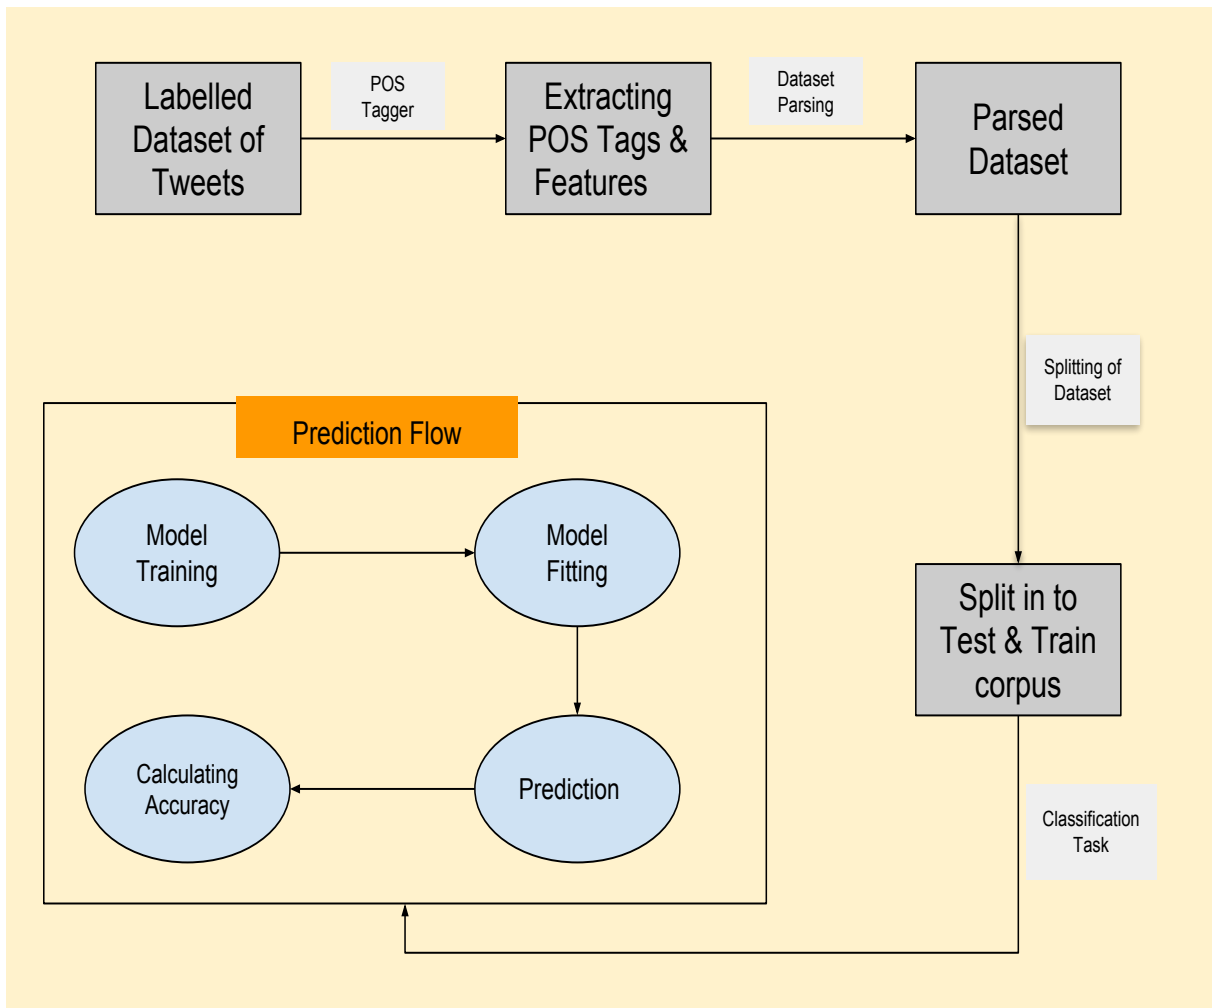 Labelled
Dataset of
Tweets
POS
Tagger
Extracting
POS Tags &
Features
Dataset
Parsing
Parsed
Dataset
Splitting of
Dataset
Split in to
Test & Train
corpus
Classification
Task
Prediction Flow
Model
Training
Model
Fitting
Prediction
Calculating
Accuracy